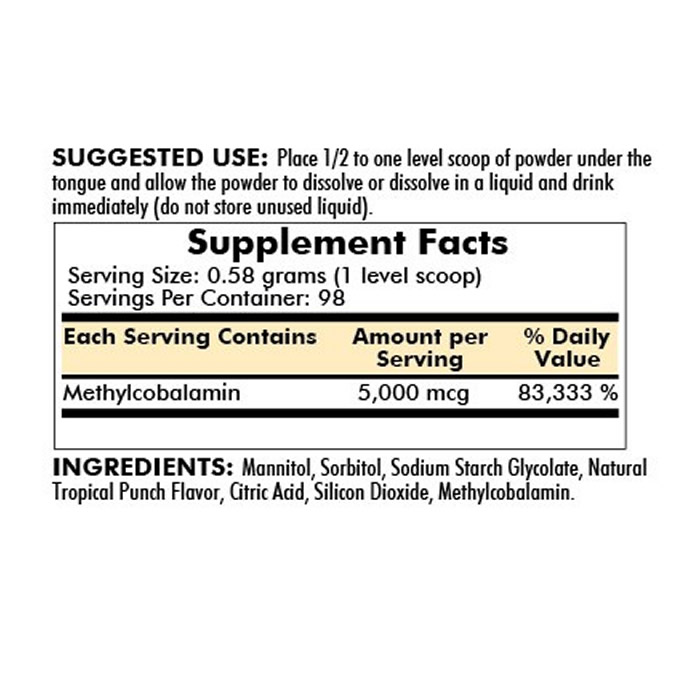 SUGGESTED USE: Place 1/2 to one level scoop of powder under the
tongue and allow the powder to dissolve or dissolve in a liquid and drink
immediately (do not store unused liquid).
Supplement Facts
Serving Size: 0.58 grams (1 level scoop)
Servings Per Container: 98
Each Serving Contains Amount per Serving % Daily Value
Methylcobalamin 5,000 mcg 83,333 %
INGREDIENTS: Mannitol, Sorbitol, Sodium Starch Glycolate, Natural
Tropical Punch Flavor, Citric Acid, Silicon Dioxide, Methylcobalamin.